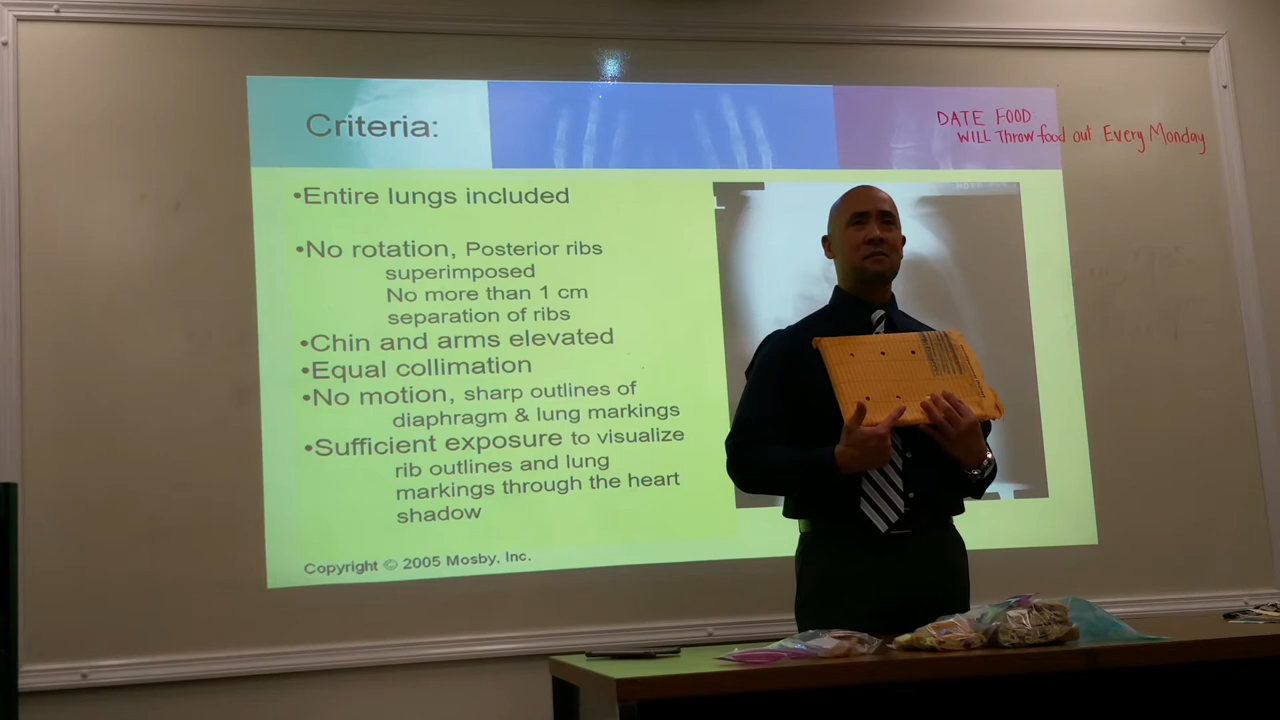 Criteria:
DATE FOOD
WILL Throw food out Every Monday
•Entire lungs included
•No rotation, Posterior ribs
superimposed
No more than 1 cm
separation of ribs
•Chin and arms elevated
•Equal collimation
•No motion, sharp outlines of
diaphragm & lung markings
•Sufficient exposure to visualize
rib outlines and lung
markings through the heart
shadow
Copyright © 2005 Mosby, Inc.
L